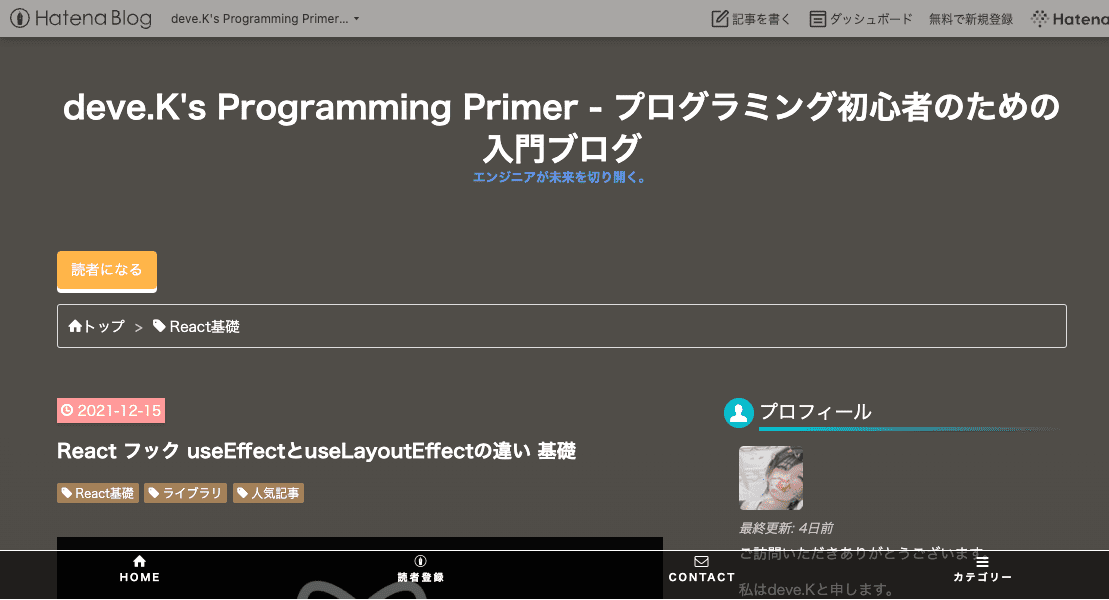 Hatena Blog
deve.K's Programming Primer...
記事を書く
ダッシュボード
無料で新規登録
Hatena
deve.K's Programming Primer - プログラミング初心者のための
入門ブログ
エンジニアが未来を切り開く。
読者になる
トップ > React基礎
2021-12-15
React フック useEffectとuseLayoutEffectの違い 基礎
React基礎 ライブラリ 人気記事
プロフィール
最終更新: 4日前
ご訪問いただきありがとうございます。
私はdeve.Kと申します。
HOME
読者登録
CONTACT
カテゴリー